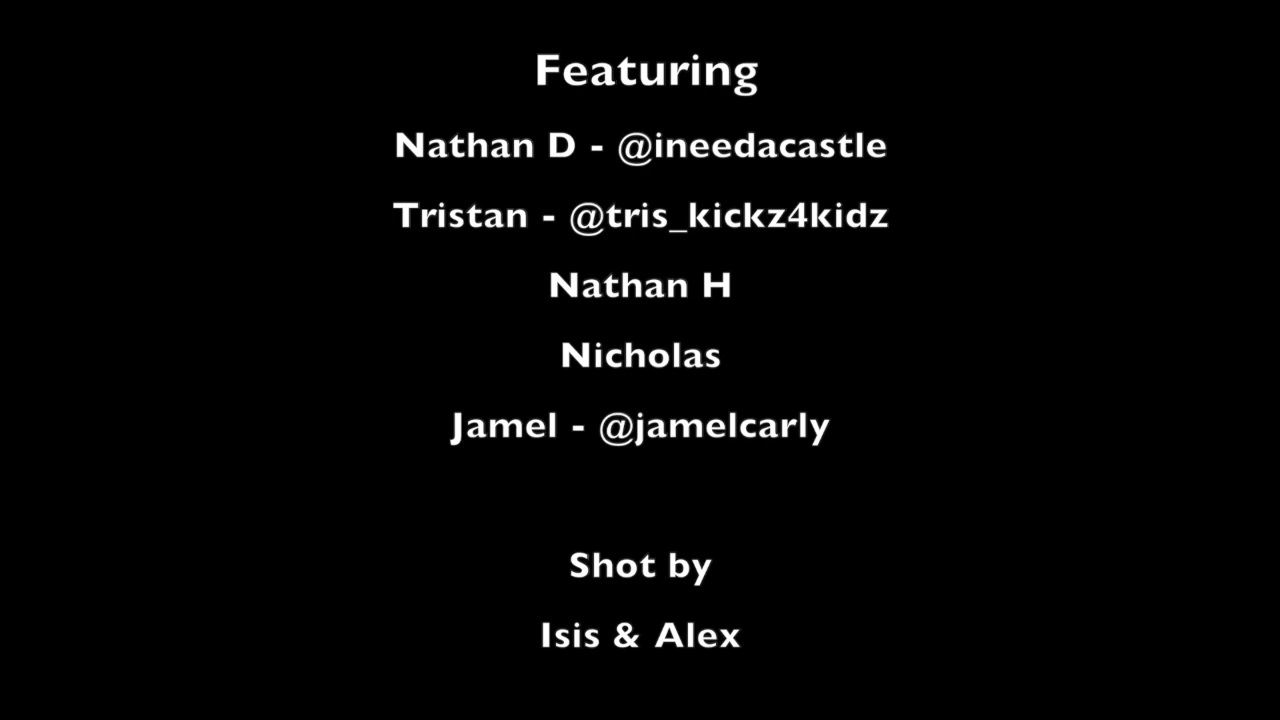 Featuring
Nathan D - @ineedacastle
Tristan - @tris_kickz4kidz
Nathan H
Nicholas
Jamel - @jamelcarly
Shot by
Isis & Alex